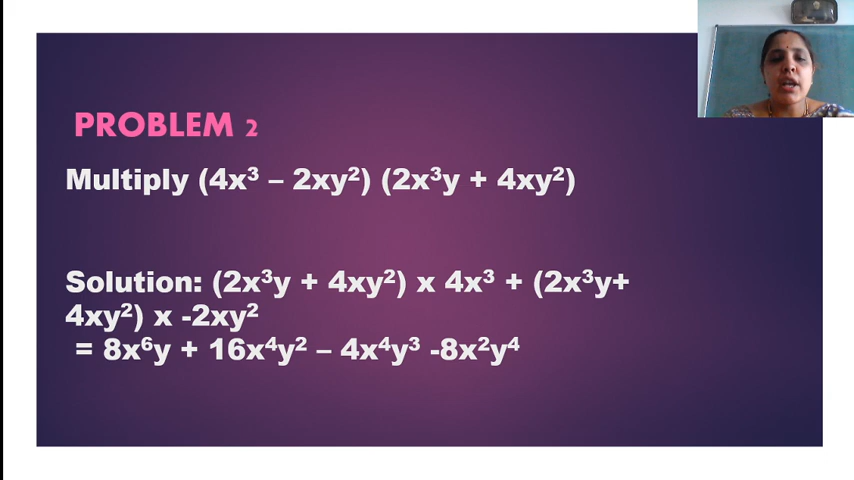 PROBLEM 2
Multiply (4x³ – 2xy²) (2x³y + 4xy²)
Solution: (2x³y + 4xy²) x 4x³ + (2x³y+
4xy²) x -2xy²
= 8x⁶y + 16x⁴y² – 4x⁴y³ -8x²y⁴